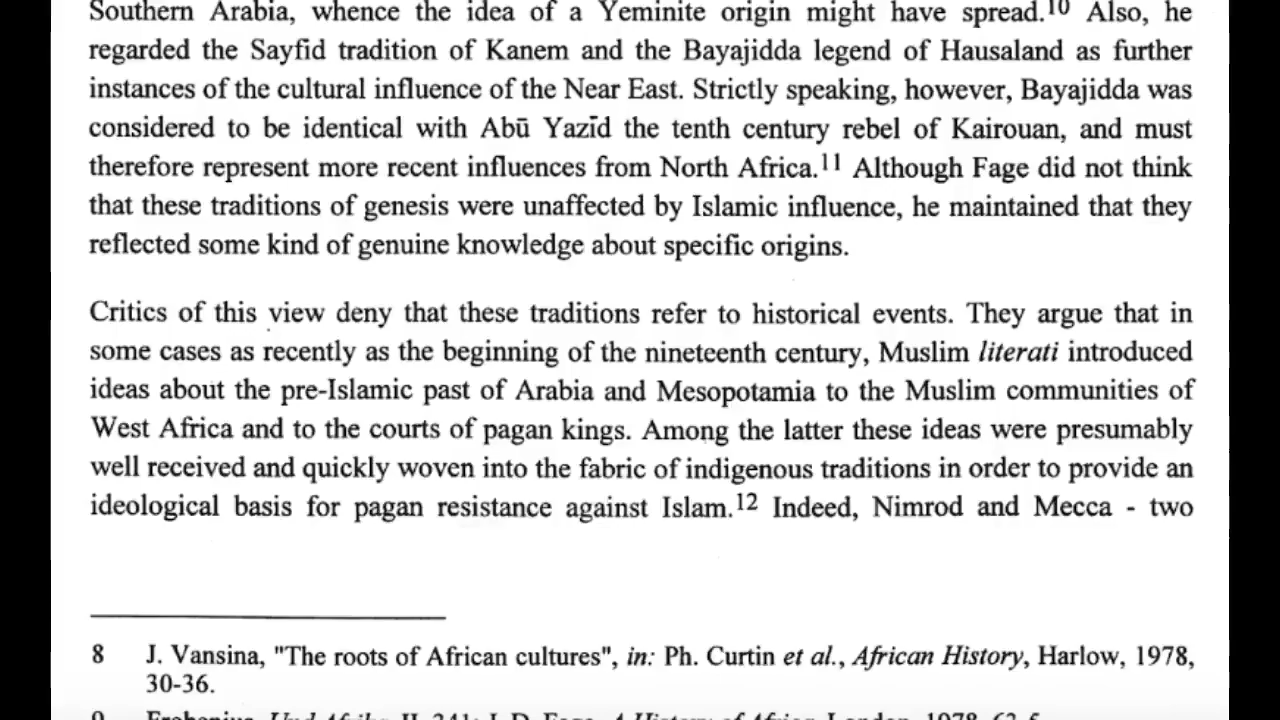 Southern Arabia, whence the idea of a Yeminite origin might have spread.10 Also, he
regarded the Sayfid tradition of Kanem and the Bayajidda legend of Hausaland as further
instances of the cultural influence of the Near East. Strictly speaking, however, Bayajidda was
considered to be identical with Abū Yazīd the tenth century rebel of Kairouan, and must
therefore represent more recent influences from North Africa.11 Although Fage did not think
that these traditions of genesis were unaffected by Islamic influence, he maintained that they
reflected some kind of genuine knowledge about specific origins.
Critics of this view deny that these traditions refer to historical events. They argue that in
some cases as recently as the beginning of the nineteenth century, Muslim literati introduced
ideas about the pre-Islamic past of Arabia and Mesopotamia to the Muslim communities of
West Africa and to the courts of pagan kings. Among the latter these ideas were presumably
well received and quickly woven into the fabric of indigenous traditions in order to provide an
ideological basis for pagan resistance against Islam.12 Indeed, Nimrod and Mecca - two
8 J. Vansina, "The roots of African cultures", in: Ph. Curtin et al., African History, Harlow, 1978,
30-36.